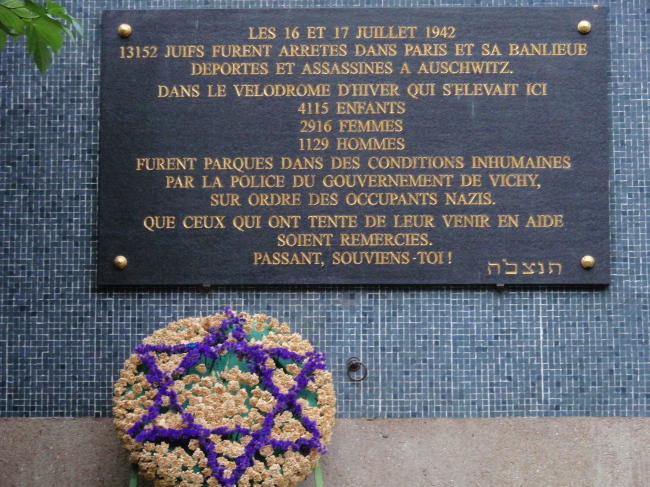 LES 16 ET 17 JUILLET 1942
13152 JUIFS FURENT ARRETES DANS PARIS ET SA BANLIEUE
DEPORTES ET ASSASSINES A AUSCHWITZ.
DANS LE VELODROME D'HIVER QUI S'ELEVAIT ICI
4115 ENFANTS
2916 FEMMES
1129 HOMMES
FURENT PARQUES DANS DES CONDITIONS INHUMAINES
PAR LA POLICE DU GOUVERNEMENT DE VICHY,
SUR ORDRE DES OCCUPANTS NAZIS.
QUE CEUX QUI ONT TENTE DE LEUR VENIR EN AIDE
SOIENT REMERCIES.
PASSANT, SOUVIENS-TOI !
תנצב״ה